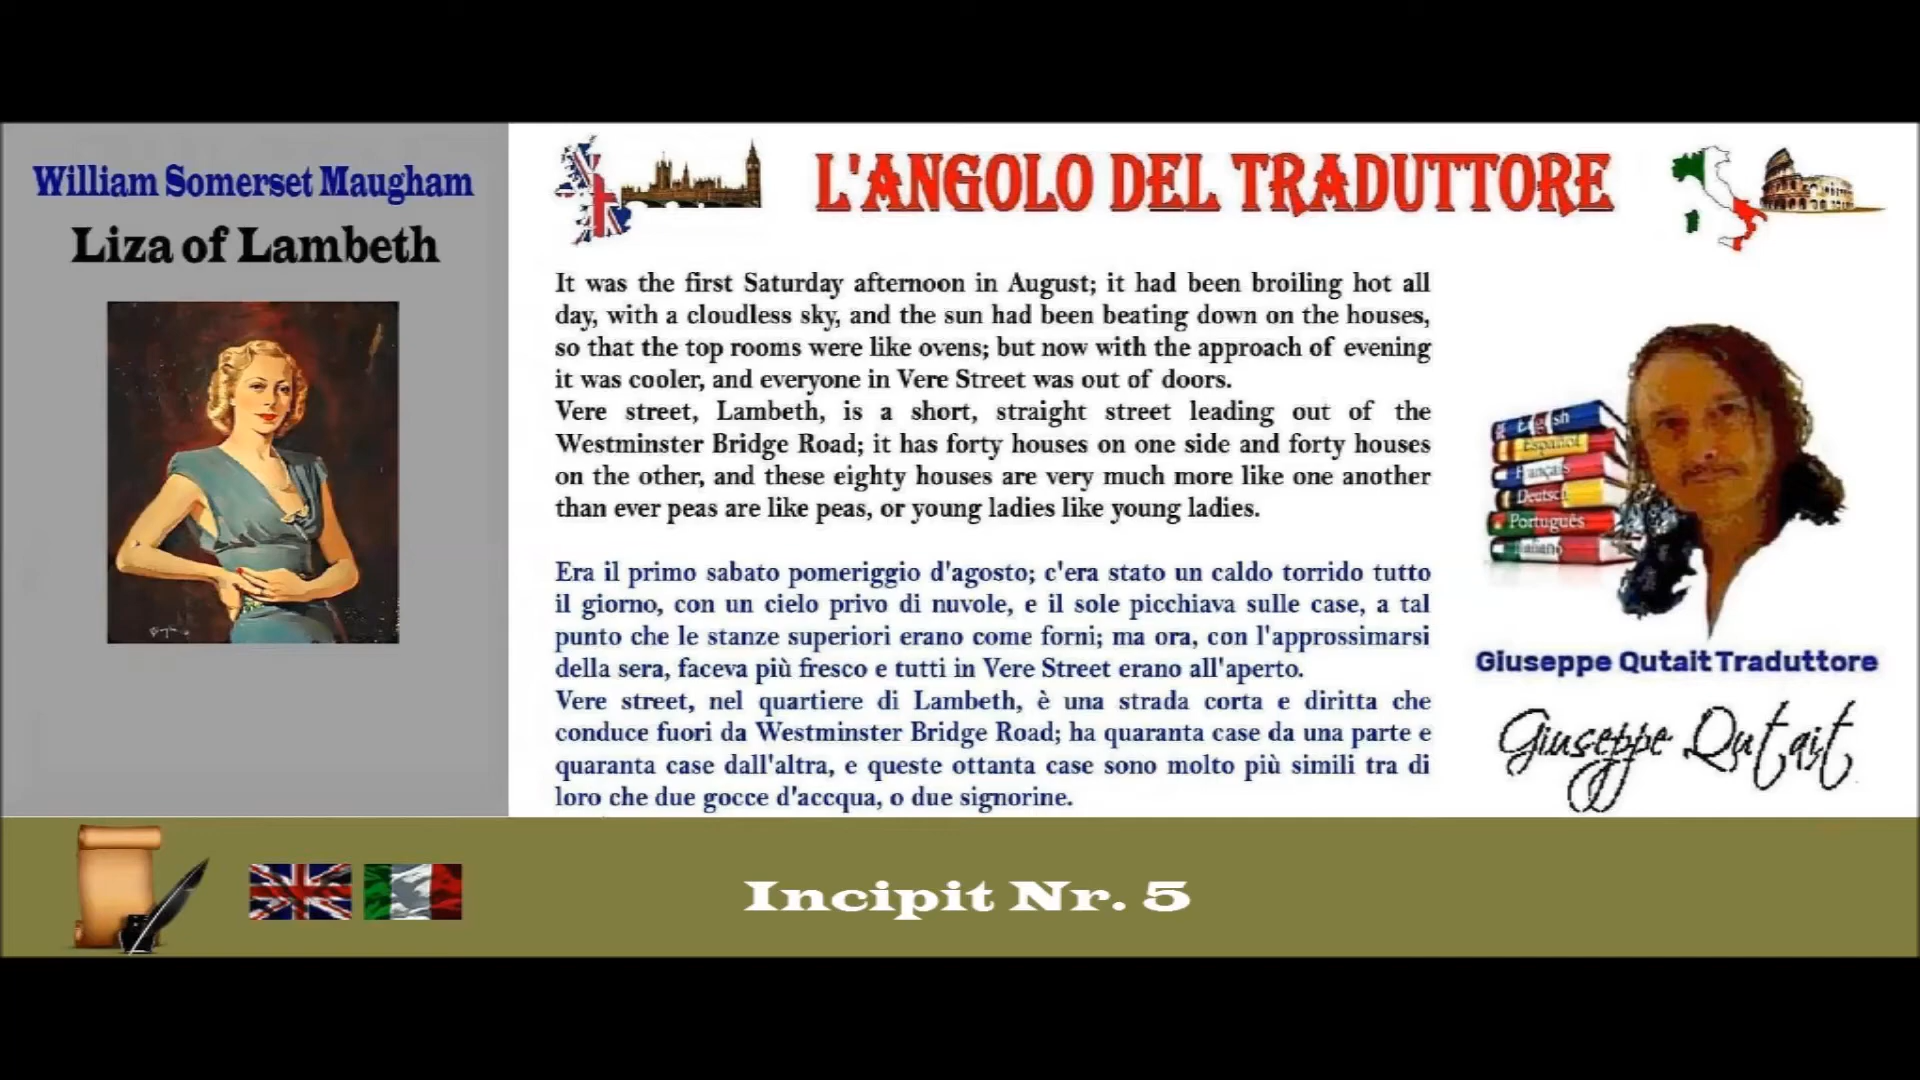 William Somerset Maugham
Liza of Lambeth
L'ANGOLO DEL TRADUTTORE
It was the first Saturday afternoon in August; it had been broiling hot all
day, with a cloudless sky, and the sun had been beating down on the houses,
so that the top rooms were like ovens; but now with the approach of evening
it was cooler, and everyone in Vere Street was out of doors.
Vere street, Lambeth, is a short, straight street leading out of the
Westminster Bridge Road; it has forty houses on one side and forty houses
on the other, and these eighty houses are very much more like one another
than ever peas are like peas, or young ladies like young ladies.
Era il primo sabato pomeriggio d'agosto; c'era stato un caldo torrido tutto
il giorno, con un cielo privo di nuvole, e il sole picchiava sulle case, a tal
punto che le stanze superiori erano come forni; ma ora, con l'approssimarsi
della sera, faceva più fresco e tutti in Vere Street erano all'aperto.
Vere street, nel quartiere di Lambeth, è una strada corta e diritta che
conduce fuori da Westminster Bridge Road; ha quaranta case da una parte e
quaranta case dall'altra, e queste ottanta case sono molto più simili tra di
loro che due gocce d'accqua, o due signorine.
English
Español
Français
Deutsch
Português
Italiano
Giuseppe Qutait Traduttore
Giuseppe Qutait
Incipit Nr. 5